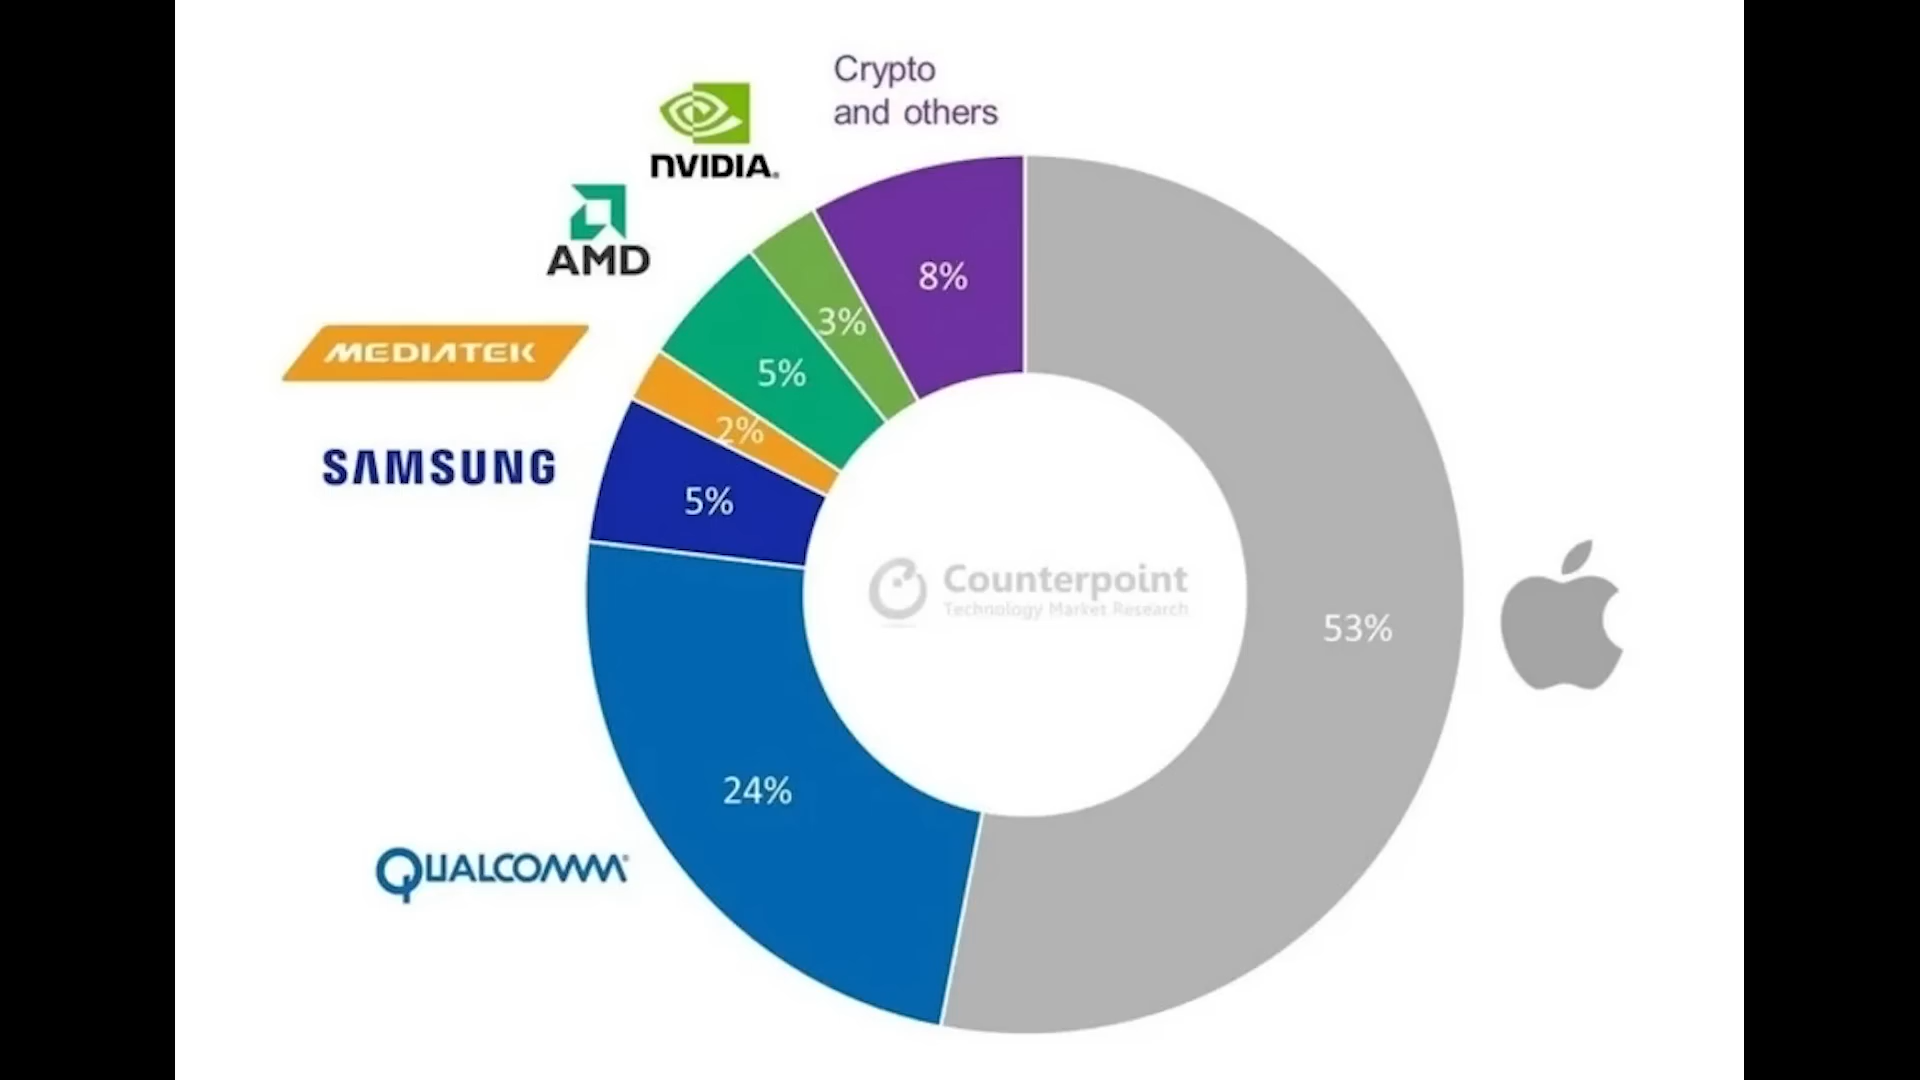 Crypto
and others
NVIDIA.
AMD
MEDIATEK
SAMSUNG
QUALCOMM®
8%
3%
5%
2%
5%
24%
53%
Counterpoint
Technology Market Research